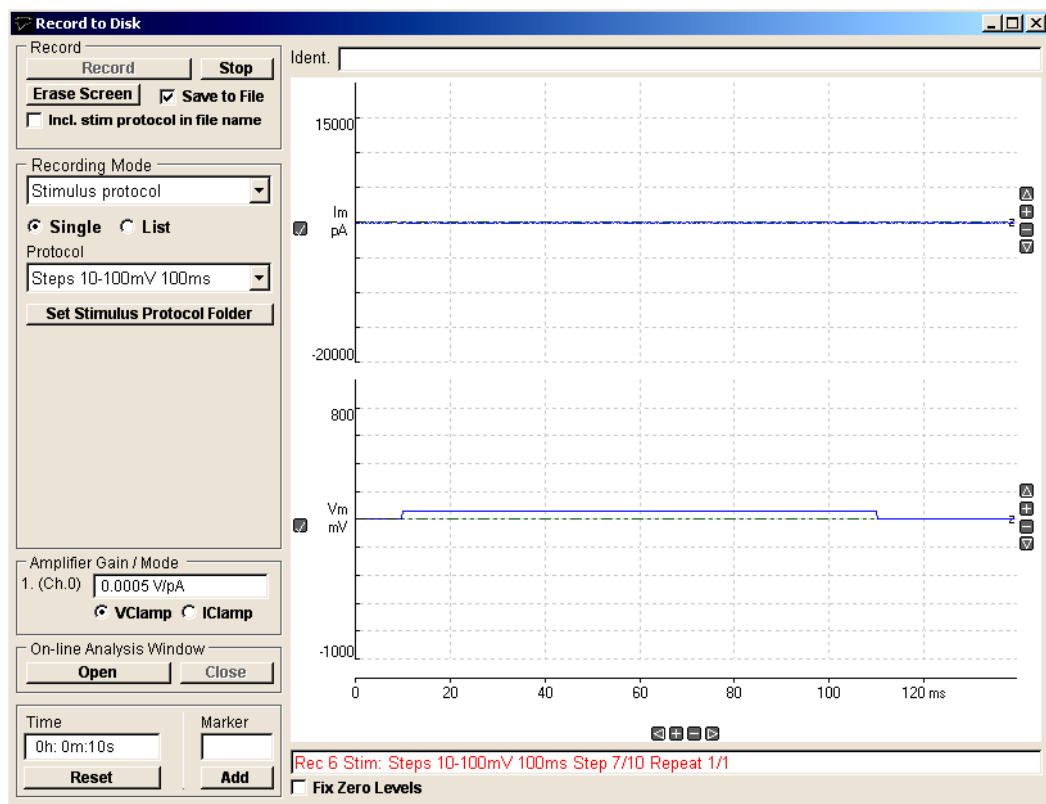 Record to Disk
Record
Record
Stop
Erase Screen
Save to File
Incl. stim protocol in file name
Recording Mode
Stimulus protocol
Single
List
Protocol
Steps 10-100mV 100ms
Set Stimulus Protocol Folder
Amplifier Gain / Mode
1. (Ch.0)
0.0005 V/pA
VClamp
IClamp
On-line Analysis Window
Open
Close
Time
Marker
0h: 0m:10s
Reset
Add
Ident.
15000
Im
pA
z
-20000
800
Vm
mV
z
-1000
0
20
40
60
80
100
120 ms
Rec 6 Stim: Steps 10-100mV 100ms Step 7/10 Repeat 1/1
Fix Zero Levels